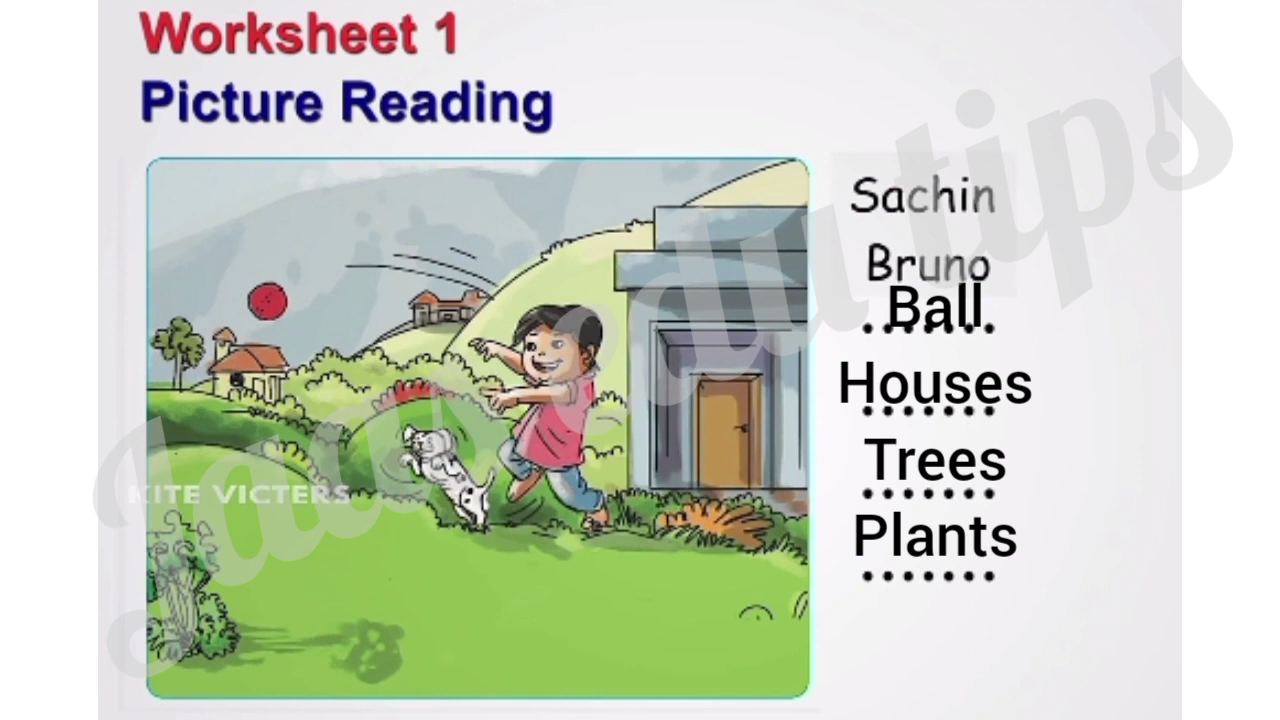 Worksheet 1
Picture Reading
Sachin
Bruno
Ball
Houses
Trees
Plants
KITE VICTERS